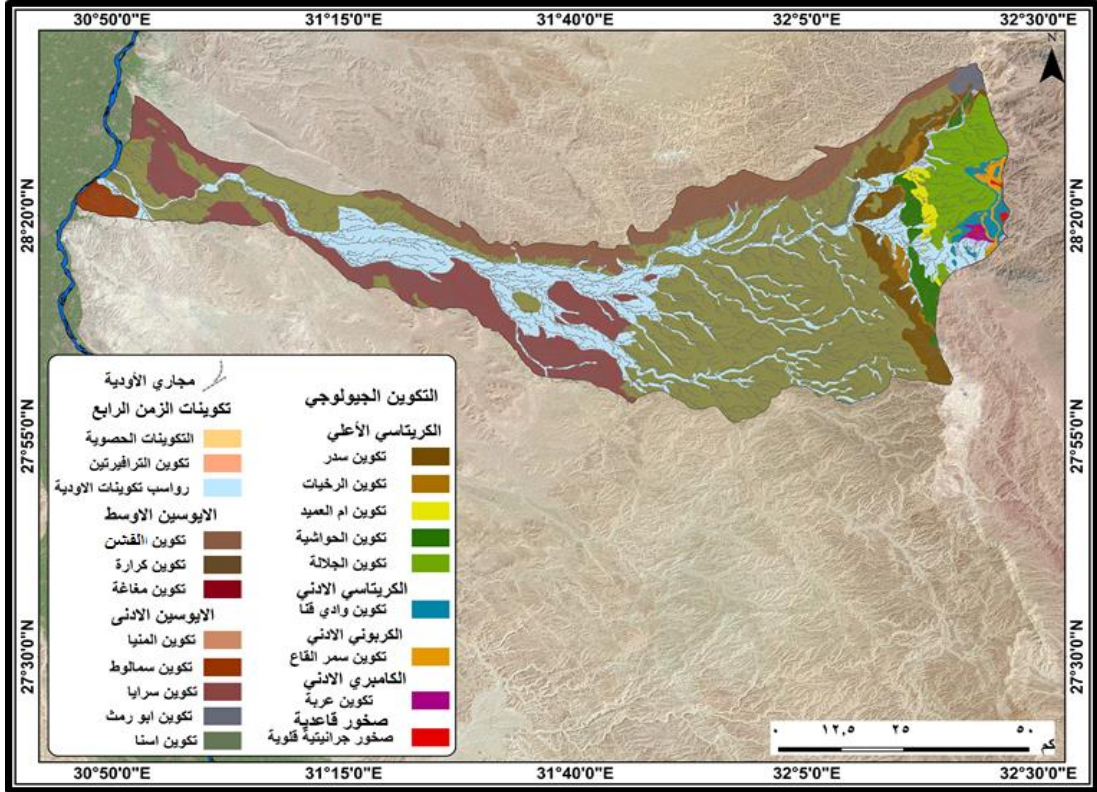 30°50'0"E 31°15'0"E 31°40'0"E 32°5'0"E 32°30'0"E
N
28°20'0"N 28°20'0"N
27°55'0"N 27°55'0"N
27°30'0"N 27°30'0"N
التكوين الجيولوجي
الكريتاسي الأعلي
تكوين سدر
تكوين الرخيات
تكوين ام العميد
تكوين الحواشية
تكوين الجلالة
الكريتاسي الادني
تكوين وادي قنا
الكربوني الادني
تكوين سمر القاع
الكامبري الادني
تكوين عربة
صخور قاعدية
صخور جرانيتية قلوية
مجاري الأودية
تكوينات الزمن الرابع
التكوينات الحصوية
تكوين الترافيرتين
رواسب تكوينات الاودية
الايوسين الاوسط
تكوين الفشن
تكوين كرارة
تكوين مغاغة
الايوسين الادنى
تكوين المنيا
تكوين سمالوط
تكوين سرايا
تكوين ابو رمث
تكوين اسنا
٠ ١٢,٥ ٢٥ ٥٠
كم
30°50'0"E 31°15'0"E 31°40'0"E 32°5'0"E 32°30'0"E